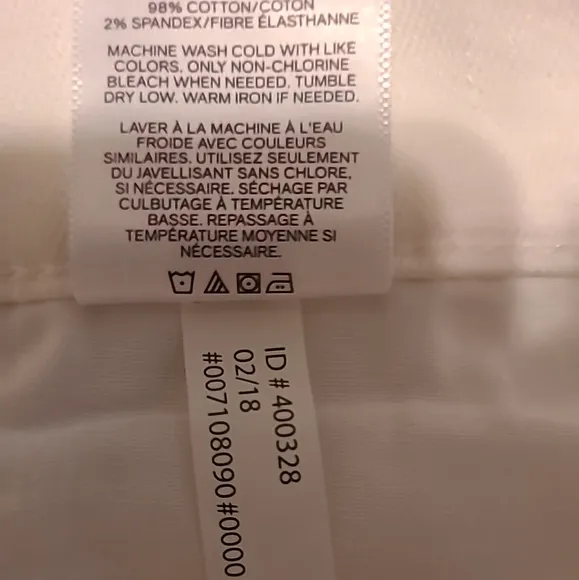 98% COTTON/COTON
2% SPANDEX/FIBRE ÉLASTHANNE
MACHINE WASH COLD WITH LIKE
COLORS. ONLY NON-CHLORINE
BLEACH WHEN NEEDED. TUMBLE
DRY LOW. WARM IRON IF NEEDED.
LAVER À LA MACHINE À L'EAU
FROIDE AVEC COULEURS
SIMILAIRES. UTILISEZ SEULEMENT
DU JAVELLISANT SANS CHLORE,
SI NÉCESSAIRE. SÉCHAGE PAR
CULBUTAGE À TEMPÉRATURE
BASSE. REPASSAGE À
TEMPÉRATURE MOYENNE SI
NÉCESSAIRE.
ID # 400328
02/18
#007108090#0000